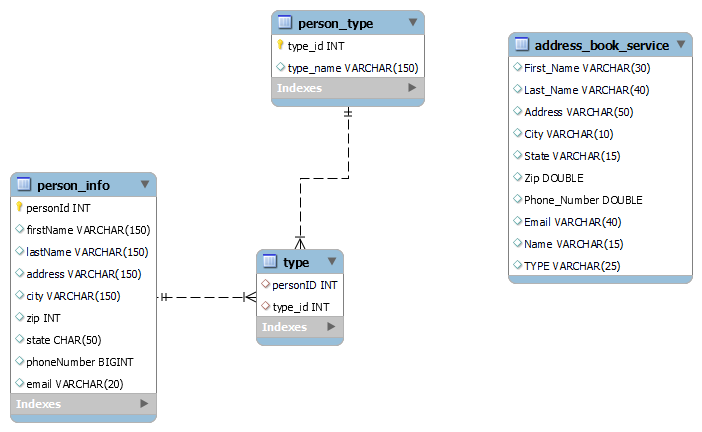 person_type
type_id INT
type_name VARCHAR(150)
Indexes
address_book_service
First_Name VARCHAR(30)
Last_Name VARCHAR(40)
Address VARCHAR(50)
City VARCHAR(10)
State VARCHAR(15)
Zip DOUBLE
Phone_Number DOUBLE
Email VARCHAR(40)
Name VARCHAR(15)
TYPE VARCHAR(25)
person_info
personId INT
firstName VARCHAR(150)
lastName VARCHAR(150)
address VARCHAR(150)
city VARCHAR(150)
zip INT
state CHAR(50)
phoneNumber BIGINT
email VARCHAR(20)
Indexes
type
personID INT
type_id INT
Indexes